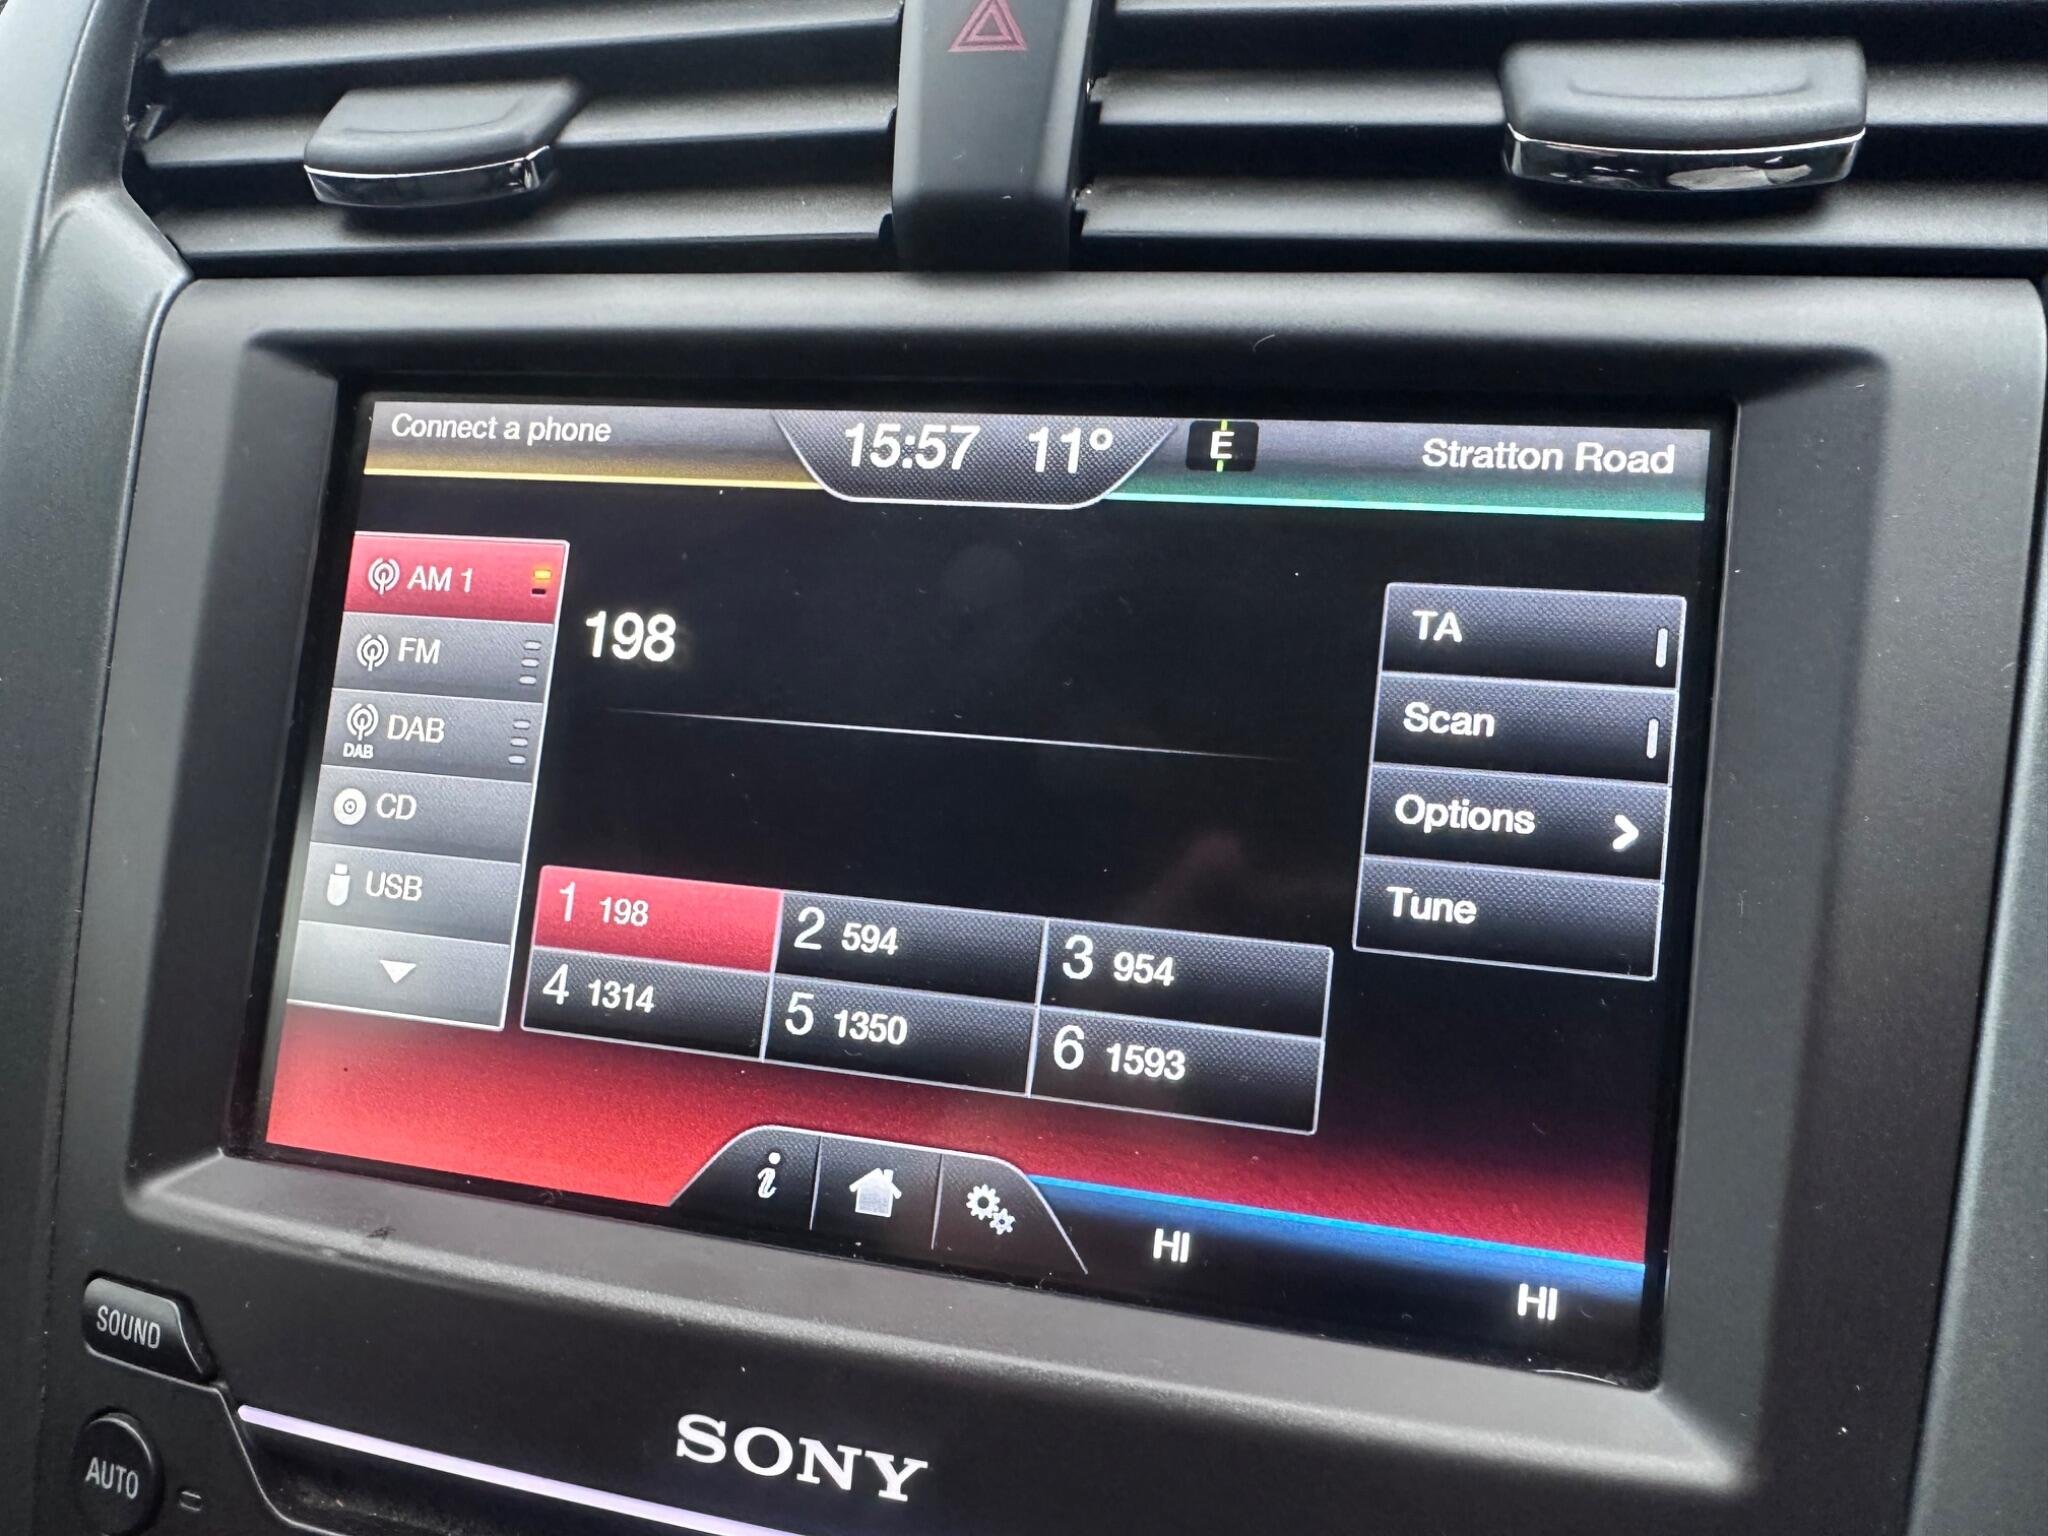 Connect a phone
15:57 11°
E
Stratton Road
AM 1
FM
DAB
DAB
CD
USB
198
TA
Scan
Options
Tune
1 198
2 594
3 954
4 1314
5 1350
6 1593
i
HI
HI
SOUND
AUTO
SONY